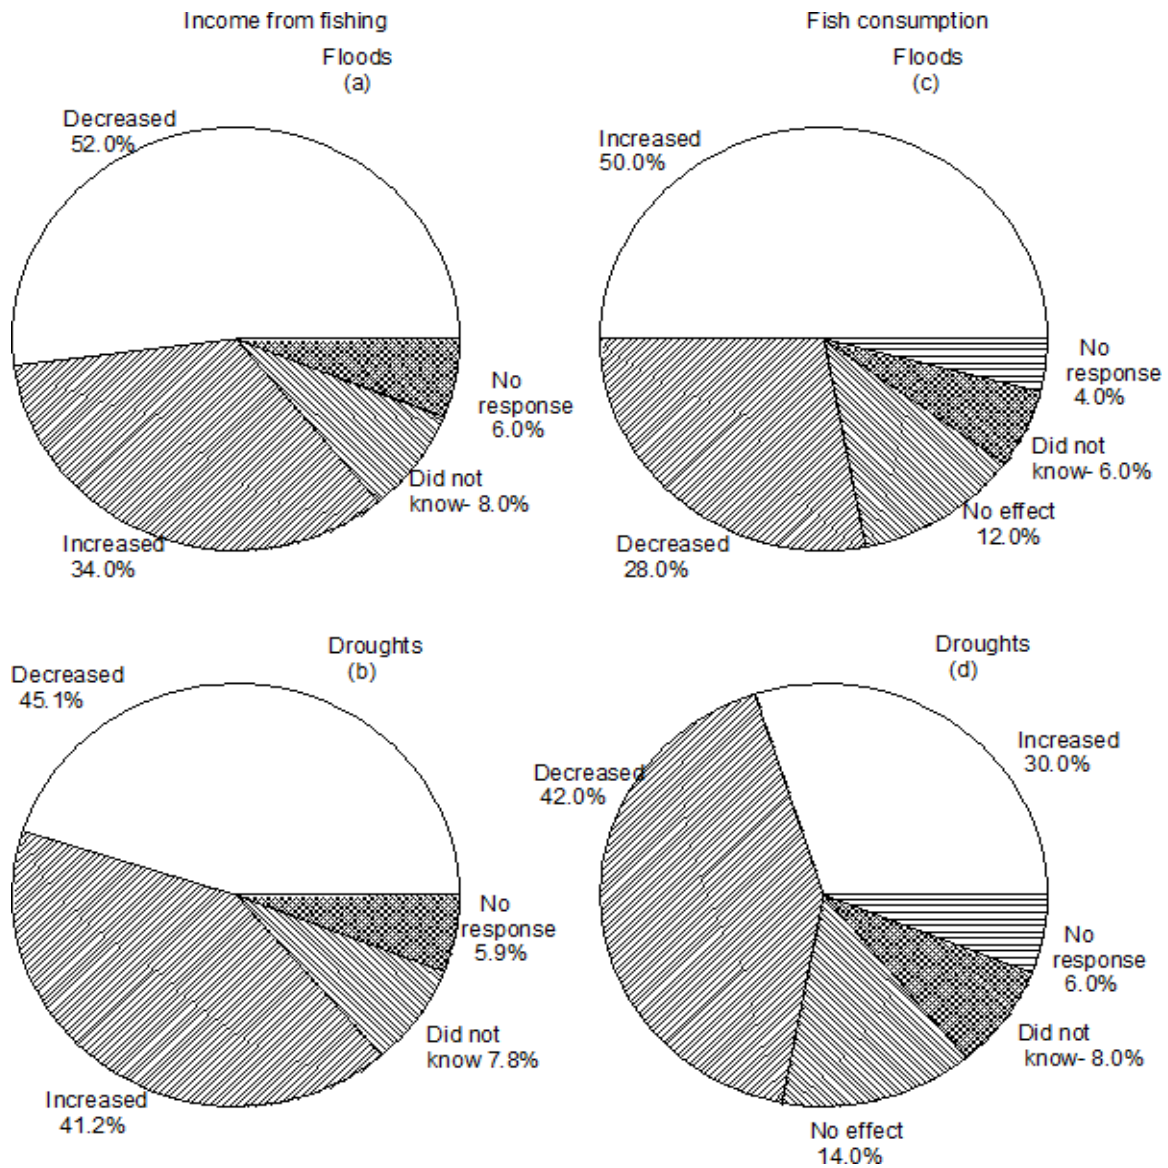 Income from fishing
Floods
(a)
Decreased
52.0%
No
response
6.0%
Did not
know- 8.0%
Increased
34.0%
Fish consumption
Floods
(c)
Increased
50.0%
No
response
4.0%
Did not
know- 6.0%
No effect
12.0%
Decreased
28.0%
Droughts
(b)
Decreased
45.1%
No
response
5.9%
Did not
know 7.8%
Increased
41.2%
Droughts
(d)
Increased
30.0%
Decreased
42.0%
No
response
6.0%
Did not
know- 8.0%
No effect
14.0%